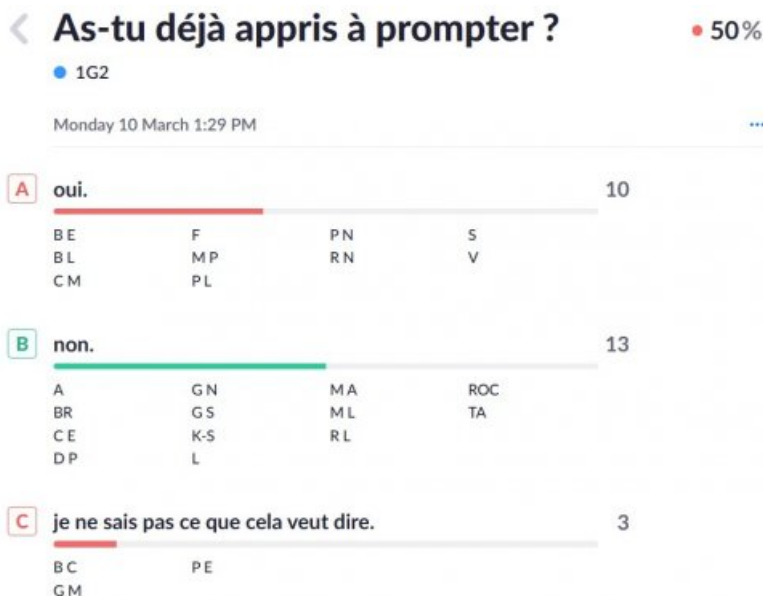 As-tu déjà appris à prompter ? 50%
1G2
Monday 10 March 1:29 PM ...
A oui. 10
B E F P N S
B L M P R N V
C M P L
B non. 13
A G N M A ROC
BR G S M L TA
C E K-S R L
D P L
C je ne sais pas ce que cela veut dire. 3
B C P E
G M